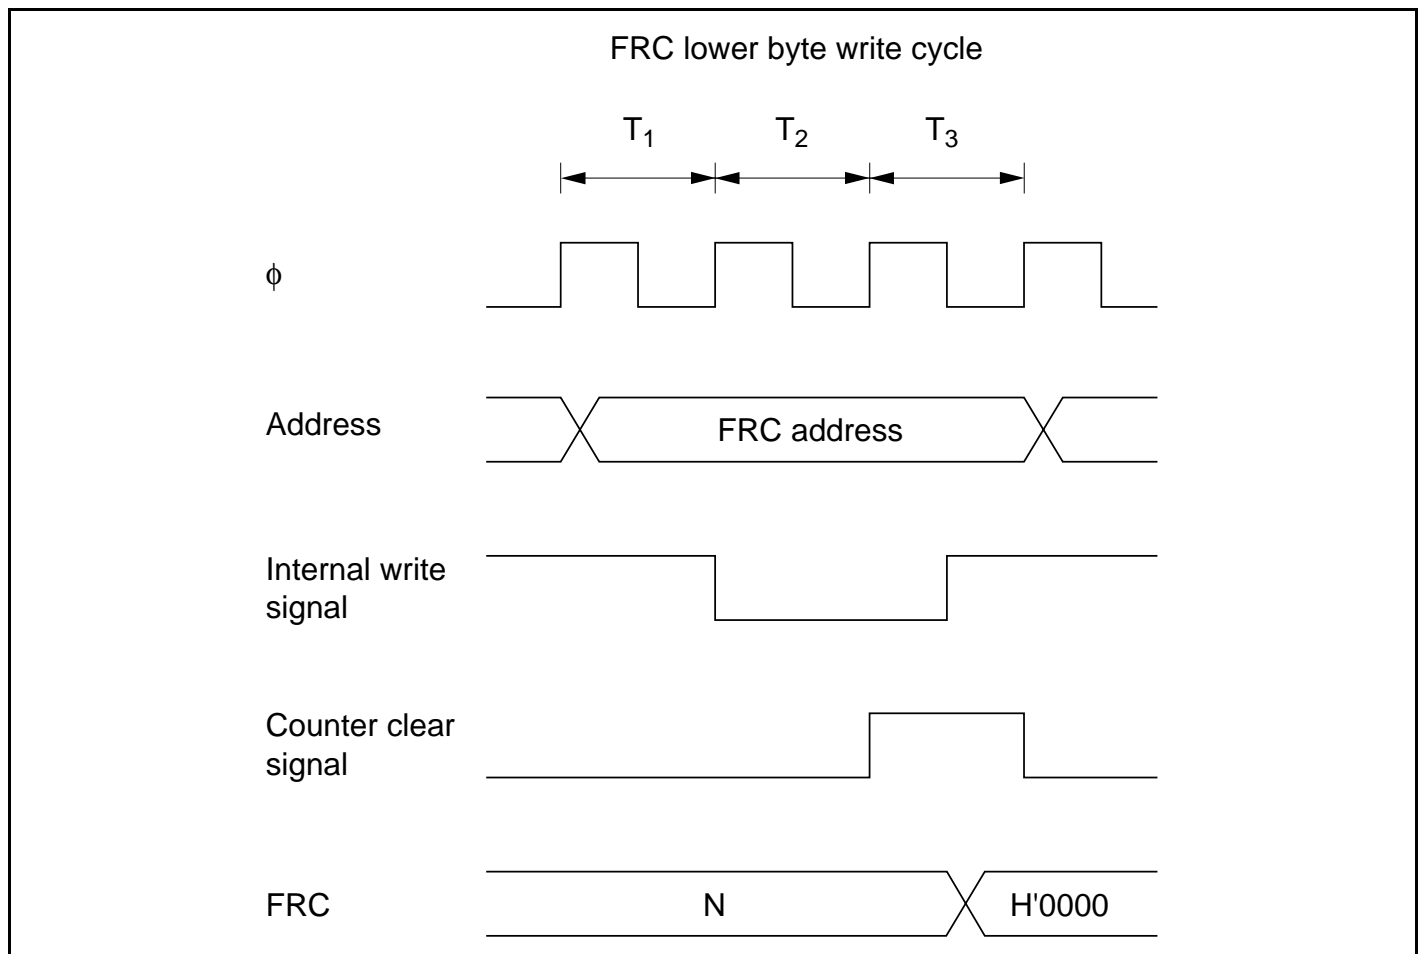 FRC lower byte write cycle
T1 T2 T3
ϕ
Address
FRC address
Internal write
signal
Counter clear
signal
FRC
N
H'0000